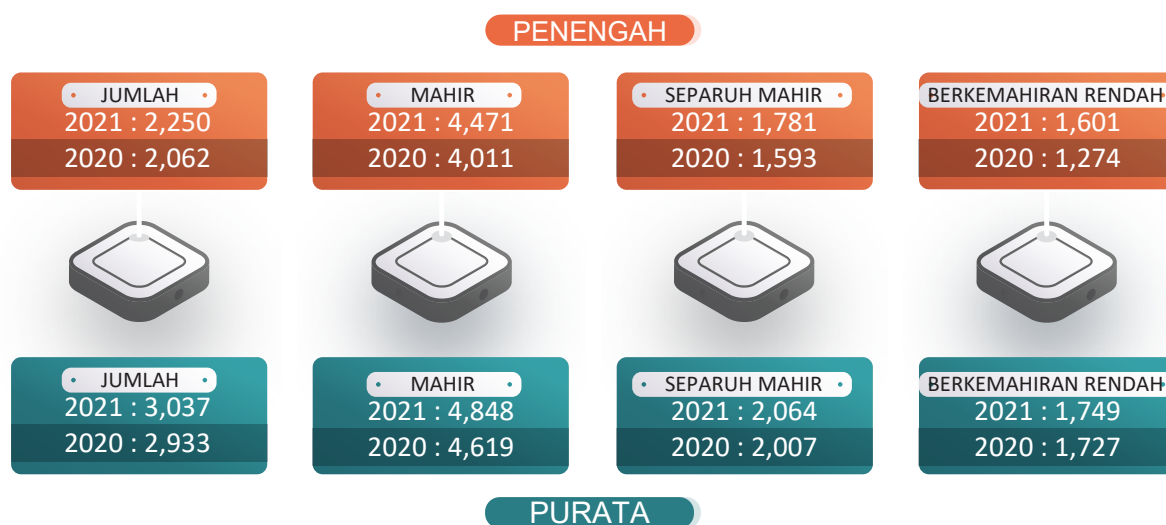 PENENGAH
JUMLAH
2021 : 2,250
2020 : 2,062
MAHIR
2021 : 4,471
2020 : 4,011
SEPARUH MAHIR
2021 : 1,781
2020 : 1,593
BERKEMAHIRAN RENDAH
2021 : 1,601
2020 : 1,274
JUMLAH
2021 : 3,037
2020 : 2,933
MAHIR
2021 : 4,848
2020 : 4,619
SEPARUH MAHIR
2021 : 2,064
2020 : 2,007
BERKEMAHIRAN RENDAH
2021 : 1,749
2020 : 1,727
PURATA